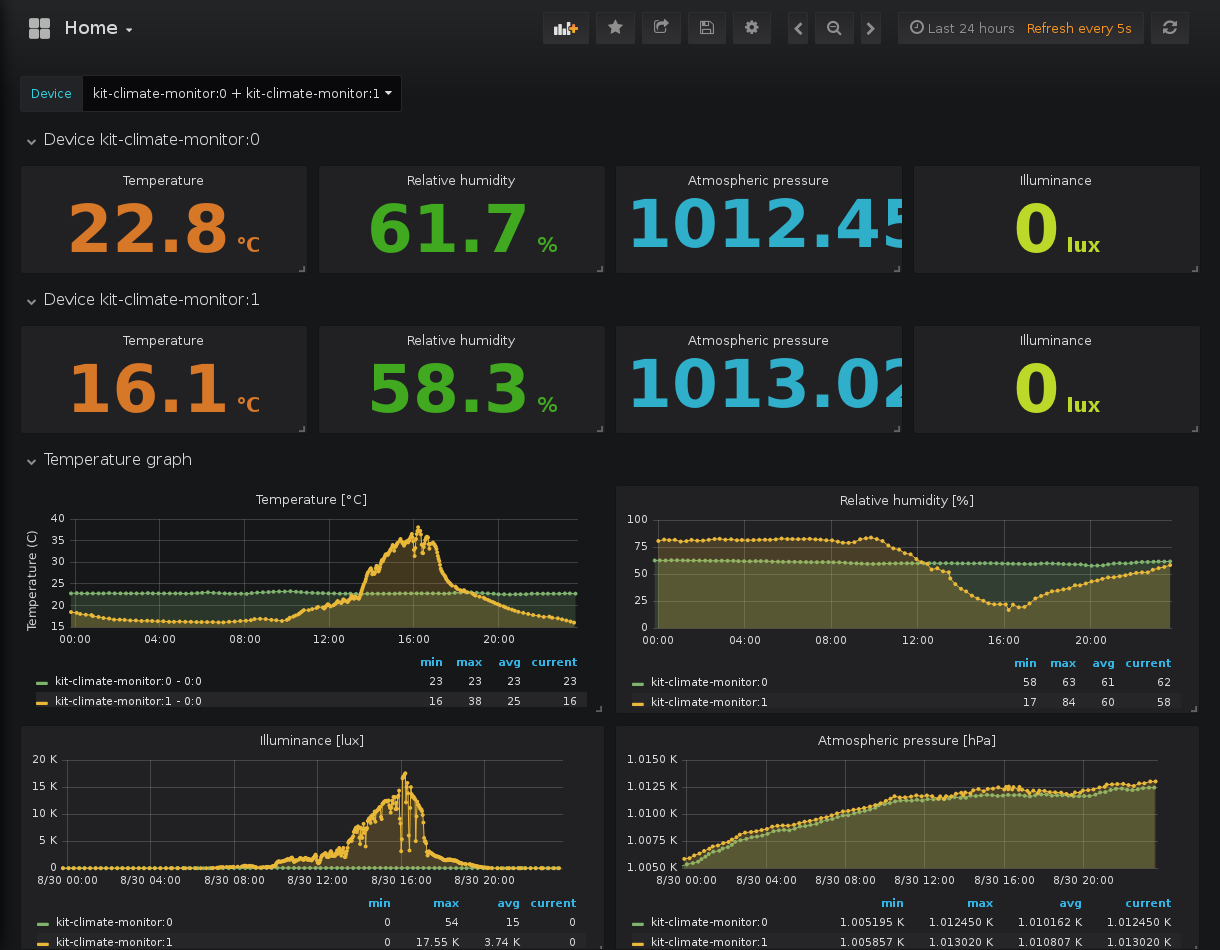 Home
Last 24 hours Refresh every 5s
Device kit-climate-monitor:0 + kit-climate-monitor:1
Device kit-climate-monitor:0
Temperature Relative humidity Atmospheric pressure Illuminance
22.8 °C 61.7 % 1012.45 0 lux
Device kit-climate-monitor:1
Temperature Relative humidity Atmospheric pressure Illuminance
16.1 °C 58.3 % 1013.02 0 lux
Temperature graph
Temperature [°C]
Temperature (C)
40
35
30
25
20
15
00:00 04:00 08:00 12:00 16:00 20:00
min max avg current
kit-climate-monitor:0 - 0:0 23 23 23 23
kit-climate-monitor:1 - 0:0 16 38 25 16
Relative humidity [%]
100
75
50
25
0
00:00 04:00 08:00 12:00 16:00 20:00
min max avg current
kit-climate-monitor:0 58 63 61 62
kit-climate-monitor:1 17 84 60 58
Illuminance [lux]
20 K
15 K
10 K
5 K
0
8/30 00:00 8/30 04:00 8/30 08:00 8/30 12:00 8/30 16:00 8/30 20:00
min max avg current
kit-climate-monitor:0 0 54 15 0
kit-climate-monitor:1 0 17.55 K 3.74 K 0
Atmospheric pressure [hPa]
1.0150 K
1.0125 K
1.0100 K
1.0075 K
1.0050 K
8/30 00:00 8/30 04:00 8/30 08:00 8/30 12:00 8/30 16:00 8/30 20:00
min max avg current
kit-climate-monitor:0 1.005195 K 1.012450 K 1.010162 K 1.012450 K
kit-climate-monitor:1 1.005857 K 1.013020 K 1.010807 K 1.013020 K